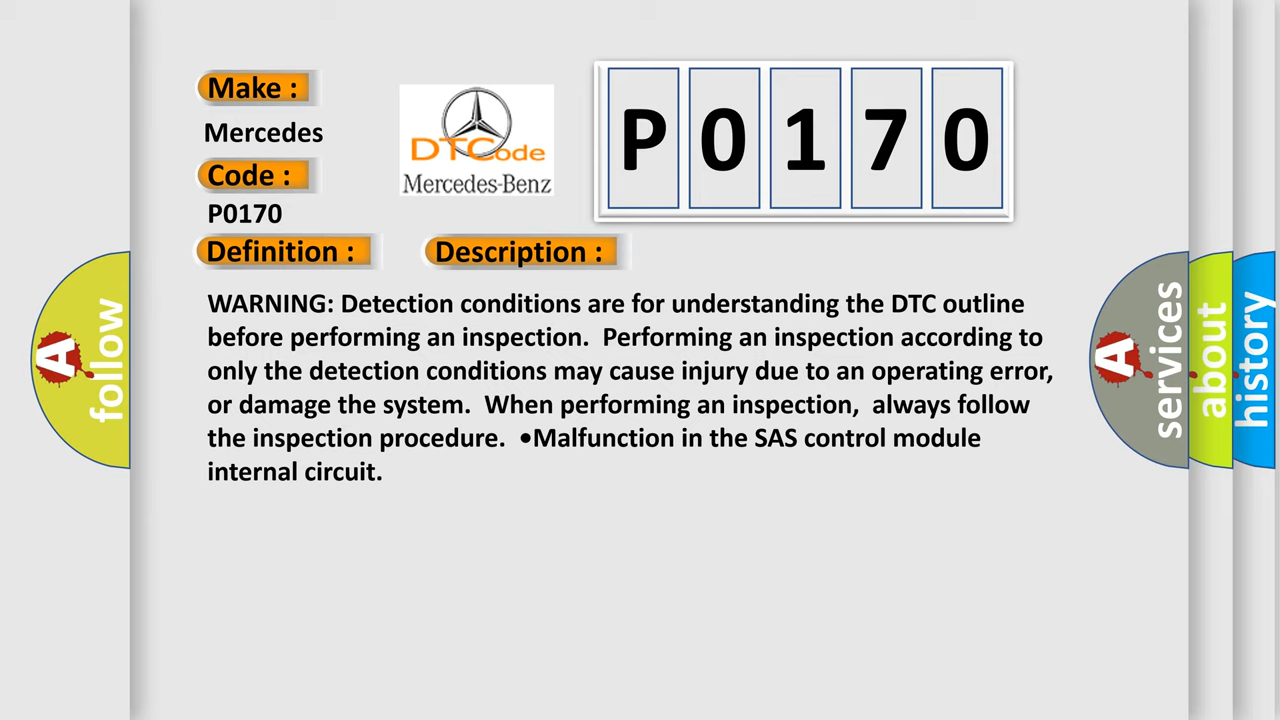 Make :
Mercedes
Code :
P0170
DTCode
Mercedes-Benz
P 0 1 7 0
Definition :
Description :
WARNING: Detection conditions are for understanding the DTC outline
before performing an inspection.  Performing an inspection according to
only the detection conditions may cause injury due to an operating error,
or damage the system.  When performing an inspection,  always follow
the inspection procedure.  •Malfunction in the SAS control module
internal circuit.
A follow
A services
about
history